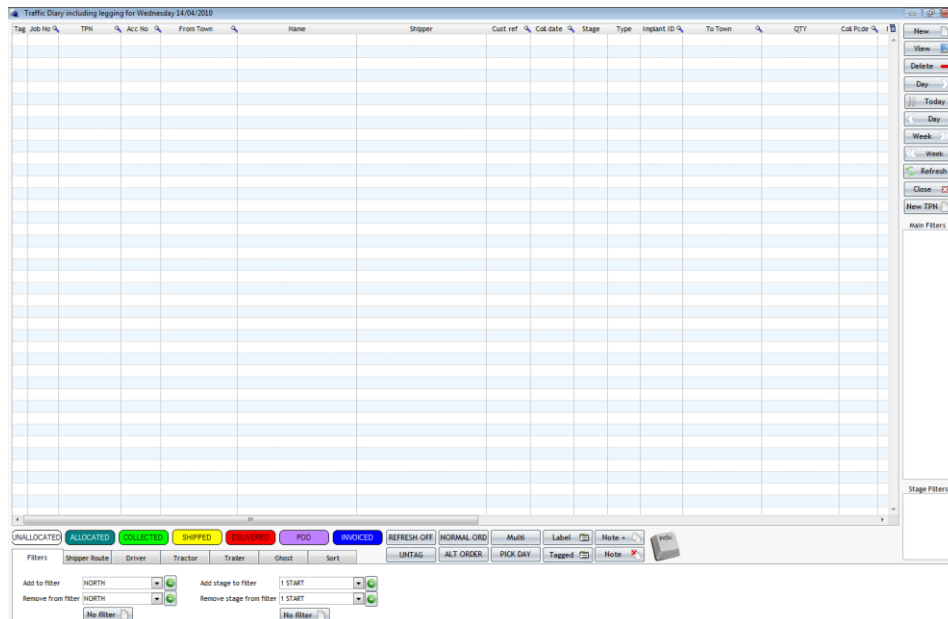 Traffic Diary including legging for Wednesday 14/04/2010
Tag Job No TPN Acc No From Town Name Shipper Cust ref Coll date Stage Type Implant ID To Town QTY Coll Pcde
New
View
Delete
Day
Today
Day
Week
Week
Refresh
Close
New TPN
Main Filters
Stage Filters
UNALLOCATED ALLOCATED COLLECTED SHIPPED DELIVERED POD INVOICED REFRESH OFF NORMAL ORD Multi Label Note +
UNTAG ALT ORDER PICK DAY Tagged Note
Filters Shipper Route Driver Tractor Trailer Ghost Sort
Add to filter NORTH Add stage to filter 1 START
Remove from filter NORTH Remove stage from filter 1 START
No filter No filter